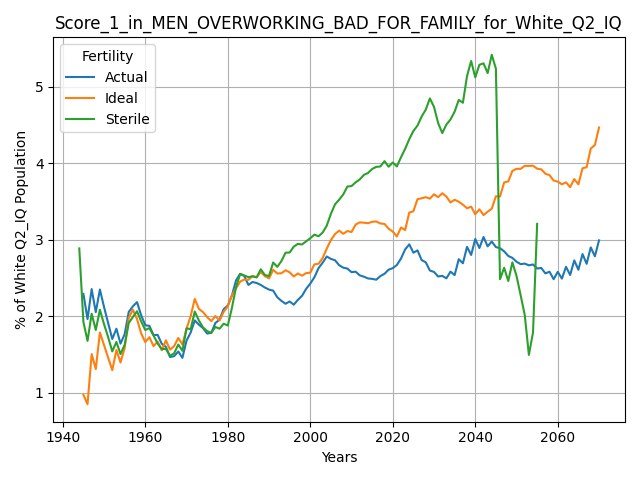 Score_1_in_MEN_OVERWORKING_BAD_FOR_FAMILY_for_White_Q2_IQ
Fertility
Actual
Ideal
Sterile
% of White Q2_IQ Population
5
4
3
2
1
1940
1960
1980
2000
2020
2040
2060
Years